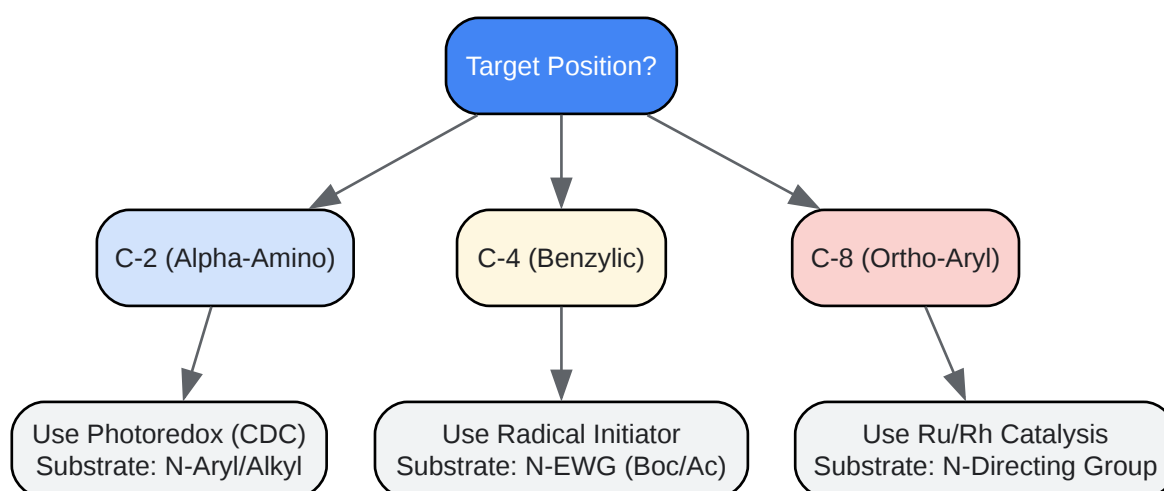 Target Position?
C-2 (Alpha-Amino)
C-4 (Benzylic)
C-8 (Ortho-Aryl)
Use Photoredox (CDC)
Substrate: N-Aryl/Alkyl
Use Radical Initiator
Substrate: N-EWG (Boc/Ac)
Use Ru/Rh Catalysis
Substrate: N-Directing Group